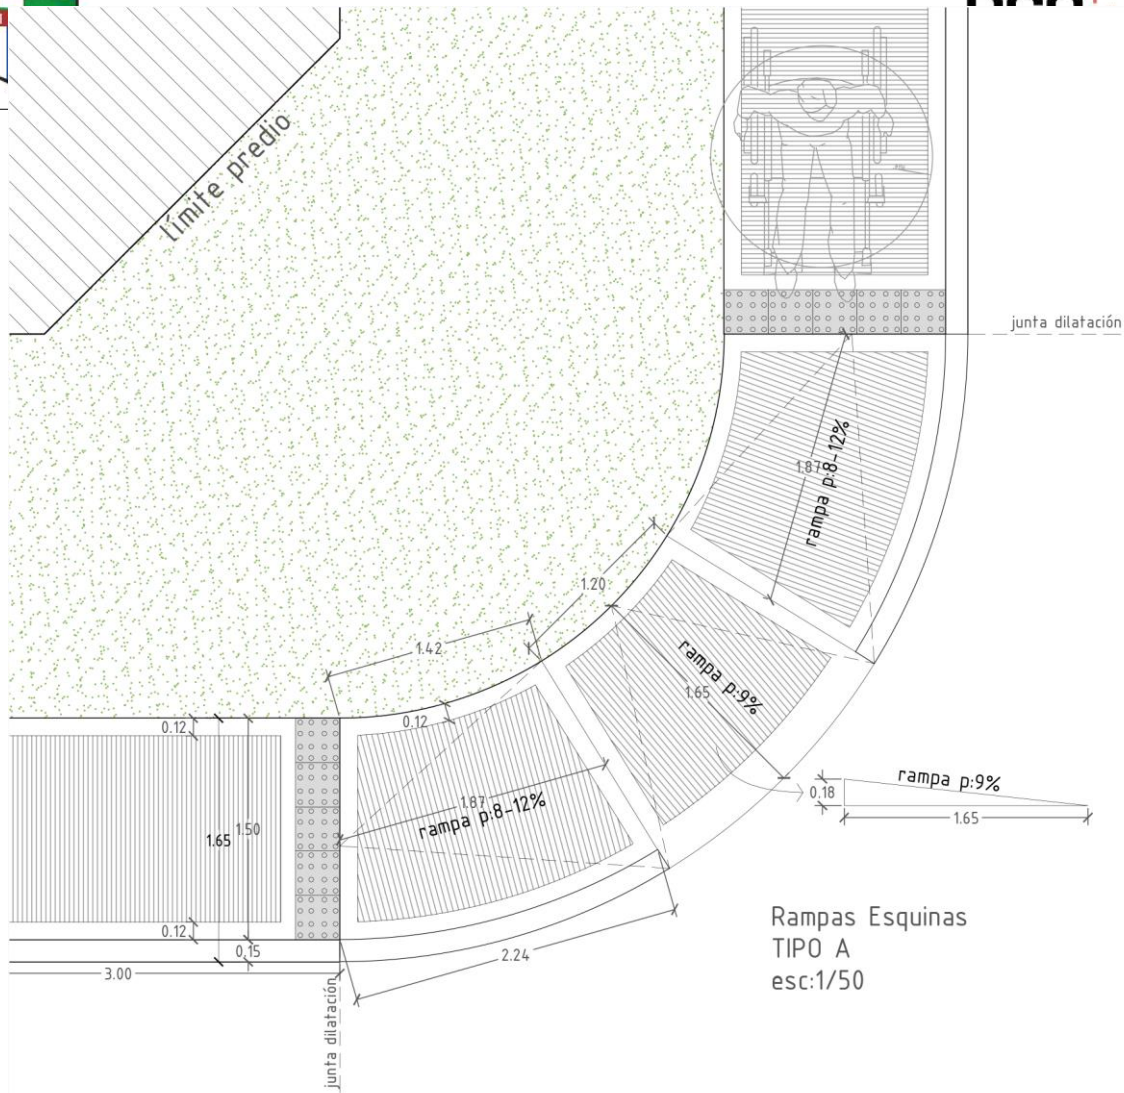 límite predio
junta dilatación
1.87
rampa p:8-12%
1.20
1.42
rampa p:9%
1.65
0.12
0.12
1.87
rampa p:8-12%
1.65
1.50
rampa p:9%
0.18
1.65
0.12
0.15
3.00
2.24
Rampas Esquinas
TIPO A
esc:1/50
junta dilatación